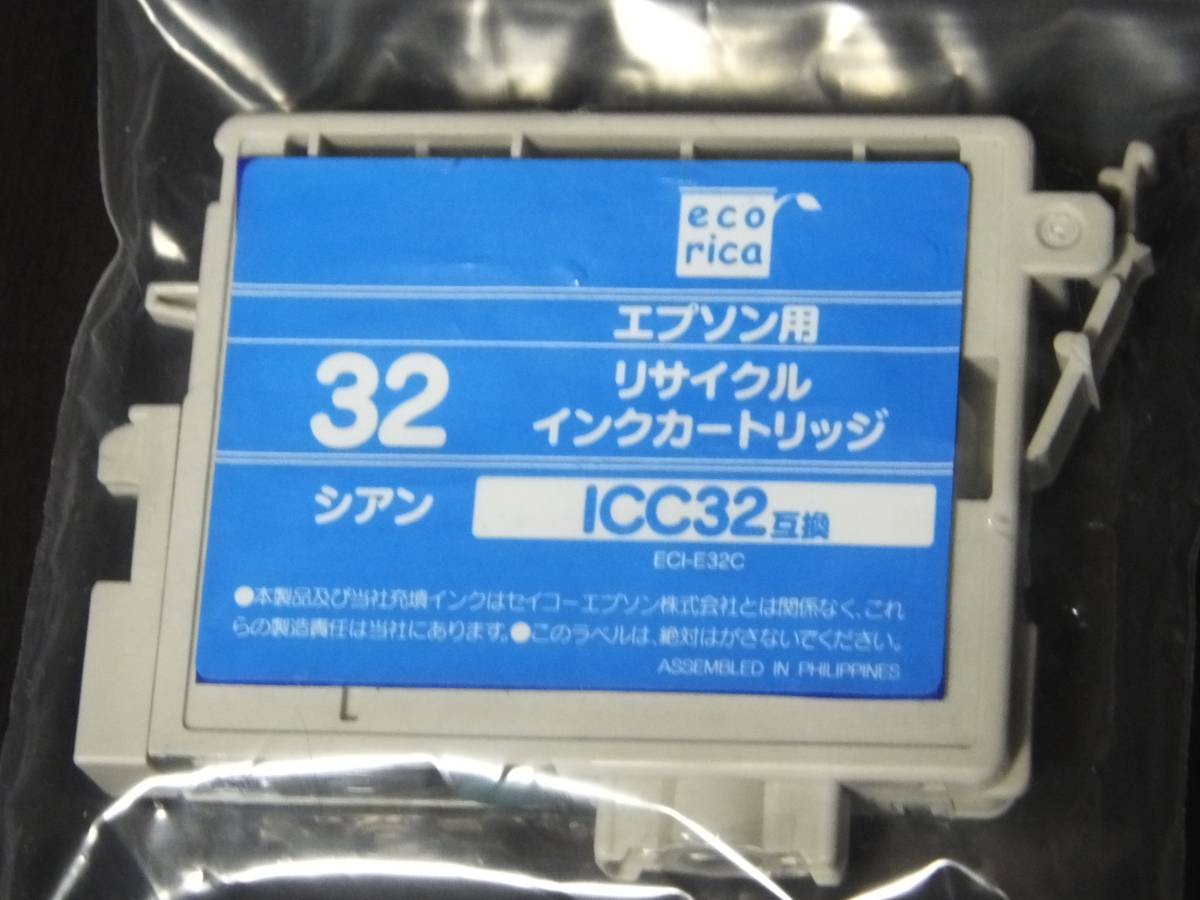 eco
rica
エプソン用
32
リサイクル
インクカートリッジ
シアン
ICC32互換
ECI-E32C
●本製品及び当社充填インクはセイコーエプソン株式会社とは関係なく、これ
らの製造責任は当社にあります。●このラベルは、絶対はがさないでください。
ASSEMBLED IN PHILIPPINES